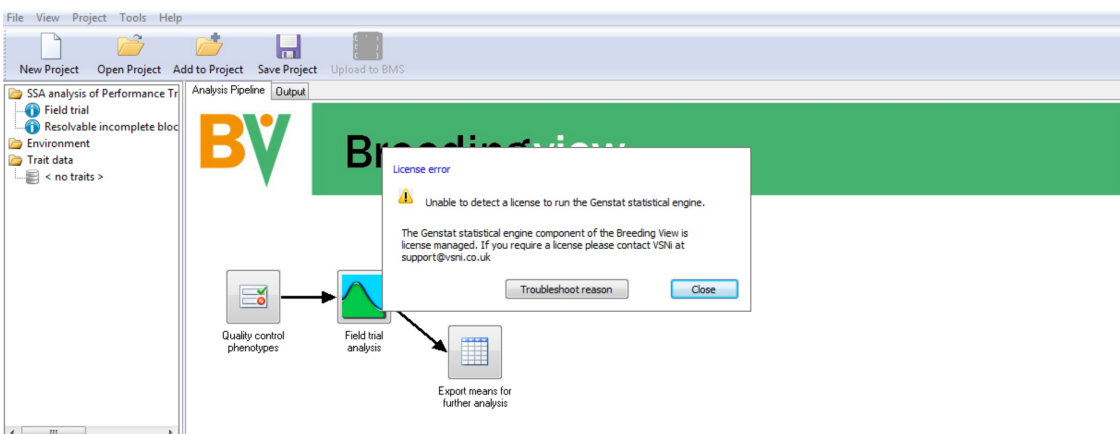 File View Project Tools Help
New Project Open Project Add to Project Save Project Upload to BMS
SSA analysis of Performance Tr
Field trial
Resolvable incomplete bloc
Environment
Trait data
< no traits >
Analysis Pipeline Output
BV
License error
Unable to detect a license to run the Genstat statistical engine.
The Genstat statistical engine component of the Breeding View is
license managed. If you require a license please contact VSNi at
support@vsni.co.uk
Troubleshoot reason Close
Quality control
phenotypes
Field trial
analysis
Export means for
further analysis